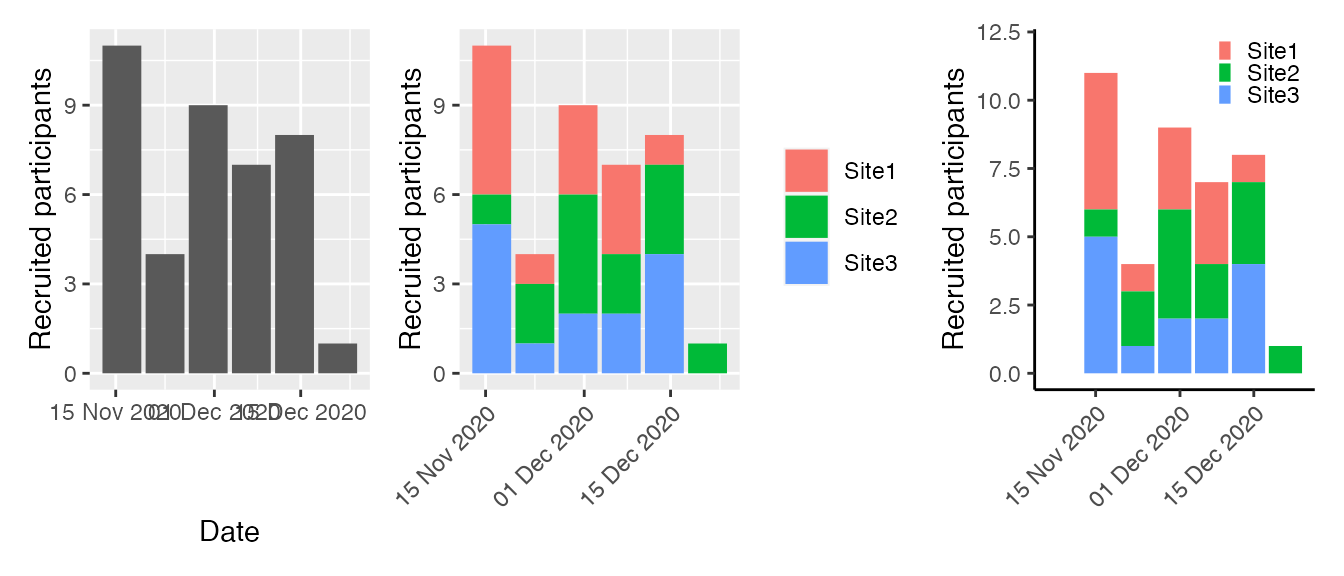 Recruited participants
9
6
3
0
15 Nov 2020
01 Dec 2020
15 Dec 2020
Date
Recruited participants
9
6
3
0
15 Nov 2020
01 Dec 2020
15 Dec 2020
Site1
Site2
Site3
Recruited participants
12.5
10.0
7.5
5.0
2.5
0.0
15 Nov 2020
01 Dec 2020
15 Dec 2020
Site1
Site2
Site3